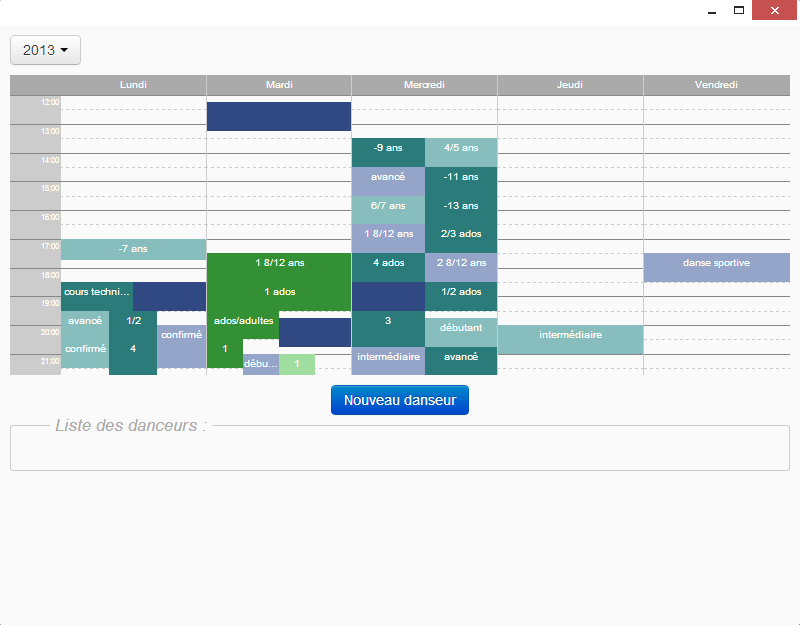 2013
Lundi Mardi Mercredi Jeudi Vendredi
12:00
13:00
-9 ans 4/5 ans
14:00
avancé -11 ans
15:00
6/7 ans -13 ans
16:00
1 8/12 ans 2/3 ados
17:00
-7 ans
1 8/12 ans 4 ados 2 8/12 ans danse sportive
18:00
cours techni... 1 ados 1/2 ados
19:00
avancé 1/2 ados/adultes 3
20:00
débutant
confirmé intermédiaire
confirmé 4 1
intermédiaire avancé
21:00
débu... 1
Nouveau danseur
Liste des danceurs :